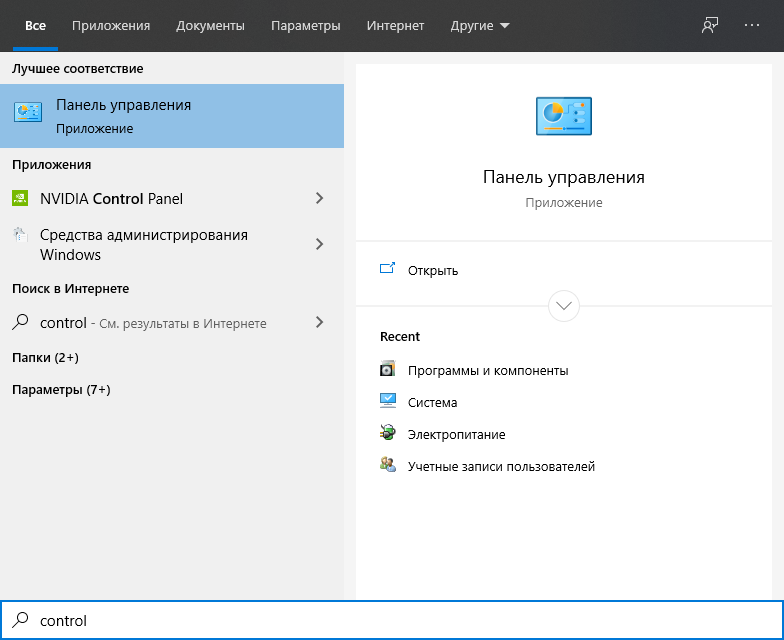 Все Приложения Документы Параметры Интернет Другие
Лучшее соответствие
Панель управления
Приложение
Приложения
NVIDIA Control Panel
Средства администрирования
Windows
Поиск в Интернете
control - См. результаты в Интернете
Папки (2+)
Параметры (7+)
Панель управления
Приложение
Открыть
Recent
Программы и компоненты
Система
Электропитание
Учетные записи пользователей
control